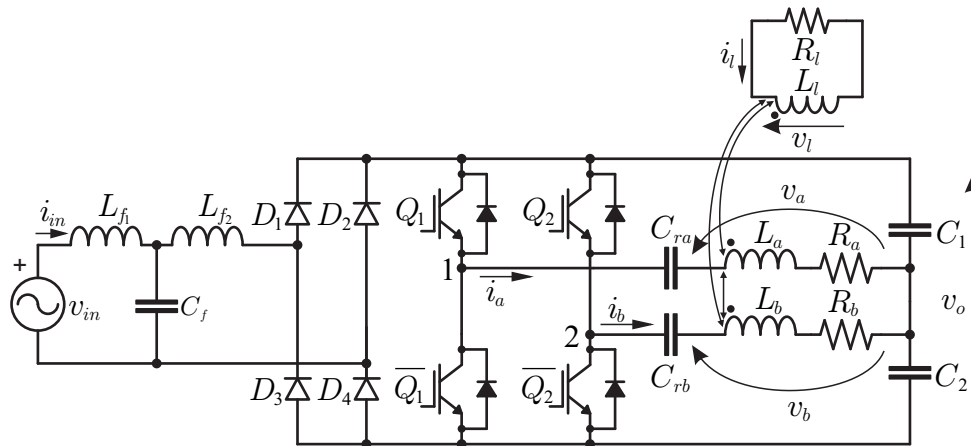 R_l
i_l
L_l
v_l
i_in
L_f1
L_f2
D_1
D_2
Q_1
Q_2
v_a
C_ra
L_a
R_a
C_1
+
v_in
C_f
1
i_a
i_b
L_b
R_b
v_o
2
D_3
D_4
Q̅_1
Q̅_2
C_rb
v_b
C_2